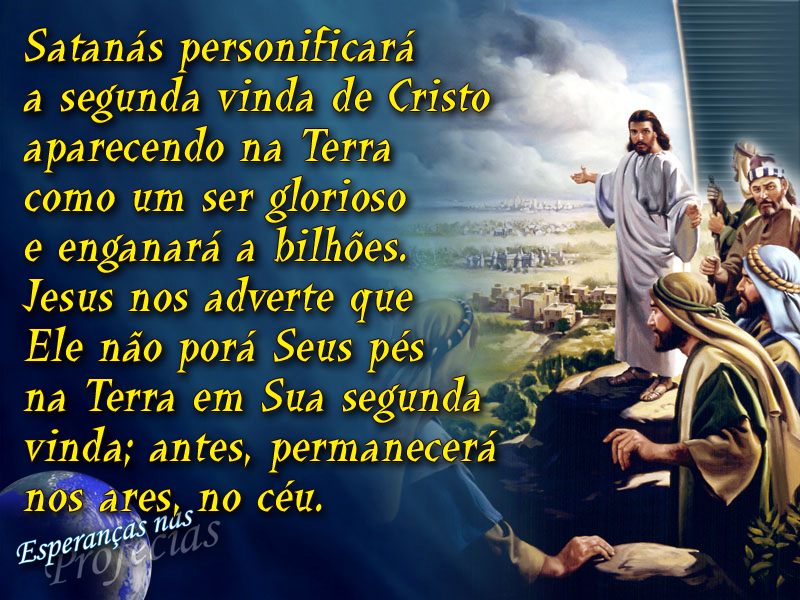 Satanás personificará
a segunda vinda de Cristo
aparecendo na Terra
como um ser glorioso
e enganará a bilhões.
Jesus nos adverte que
Ele não porá Seus pés
na Terra em Sua segunda
vinda; antes, permanecerá
nos ares, no céu.
Esperanças nas
Profecias